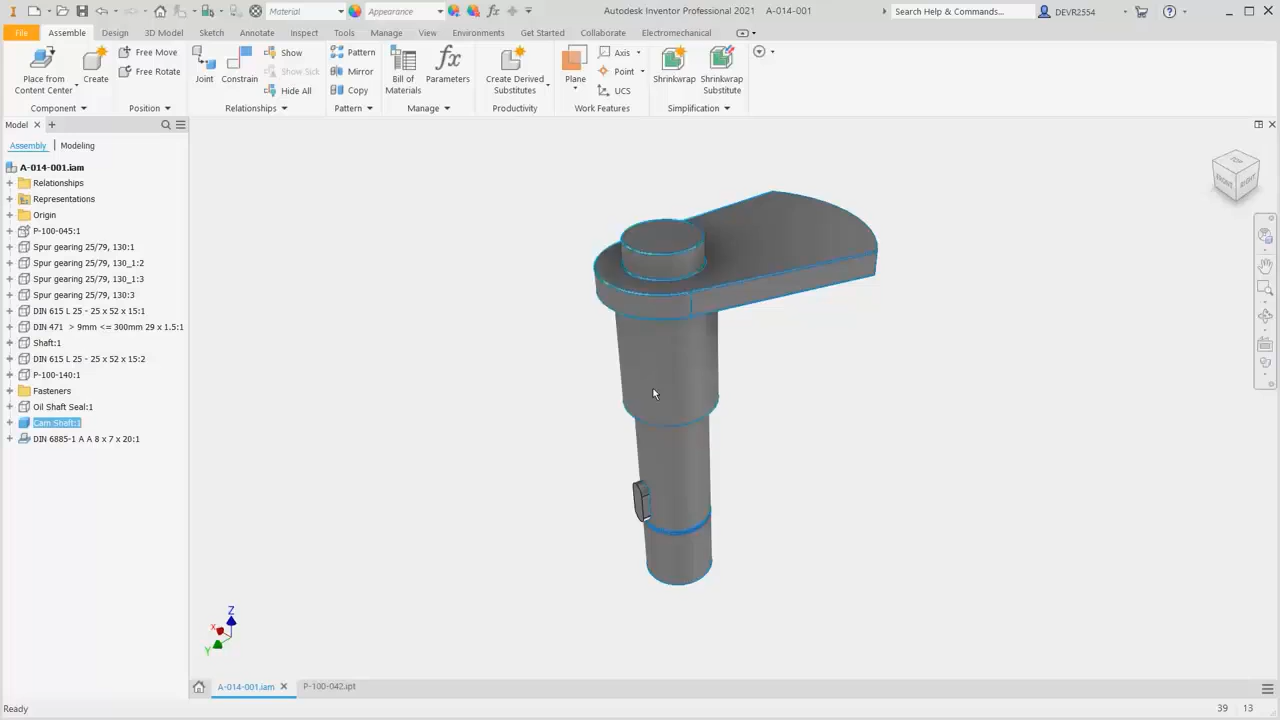 Material
Appearance
fx
Autodesk Inventor Professional 2021 A-014-001
Search Help & Commands...
DEVR2554
File
Assemble
Design
3D Model
Sketch
Annotate
Inspect
Tools
Manage
View
Environments
Get Started
Collaborate
Electromechanical
Place from
Content Center
Create
Free Move
Free Rotate
Component
Position
Joint
Constrain
Show
Show Sick
Hide All
Relationships
Pattern
Mirror
Copy
Pattern
Bill of
Materials
fx
Parameters
Manage
Create Derived
Substitutes
Productivity
Plane
Axis
Point
UCS
Work Features
Shrinkwrap
Shrinkwrap
Substitute
Simplification
Model
Assembly
Modeling
A-014-001.iam
Relationships
Representations
Origin
P-100-045:1
Spur gearing 25/79, 130:1
Spur gearing 25/79, 130_1:2
Spur gearing 25/79, 130_1:3
Spur gearing 25/79, 130:3
DIN 615 L 25 - 25 x 52 x 15:1
DIN 471 > 9mm <= 300mm 29 x 1.5:1
Shaft:1
DIN 615 L 25 - 25 x 52 x 15:2
P-100-140:1
Fasteners
Oil Shaft Seal:1
Cam Shaft:1
DIN 6885-1 A A 8 x 7 x 20:1
TOP
FRONT
RIGHT
Z
X
Y
A-014-001.iam
P-100-042.ipt
Ready
39
13